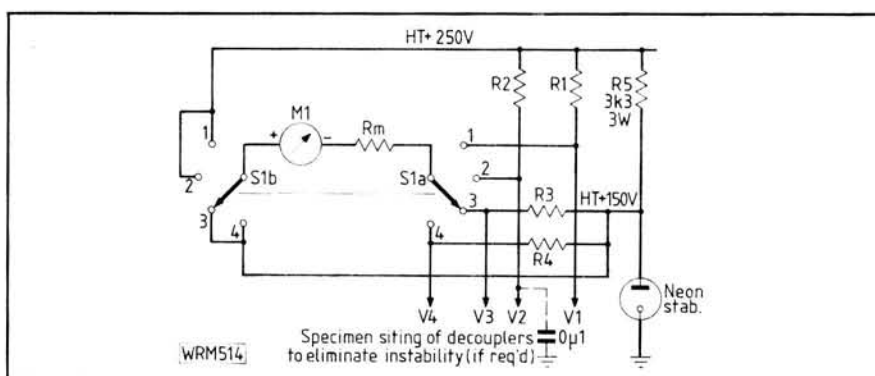 HT+ 250V
R2
R1
R5
3k3
3W
M1
Rm
+
-
1
1
2
2
S1b
S1a
3
3
R3
HT+150V
4
4
R4
V4
V3
V2
V1
Neon
stab.
Specimen siting of decouplers
to eliminate instability (if req'd)
0µ1
WRM514